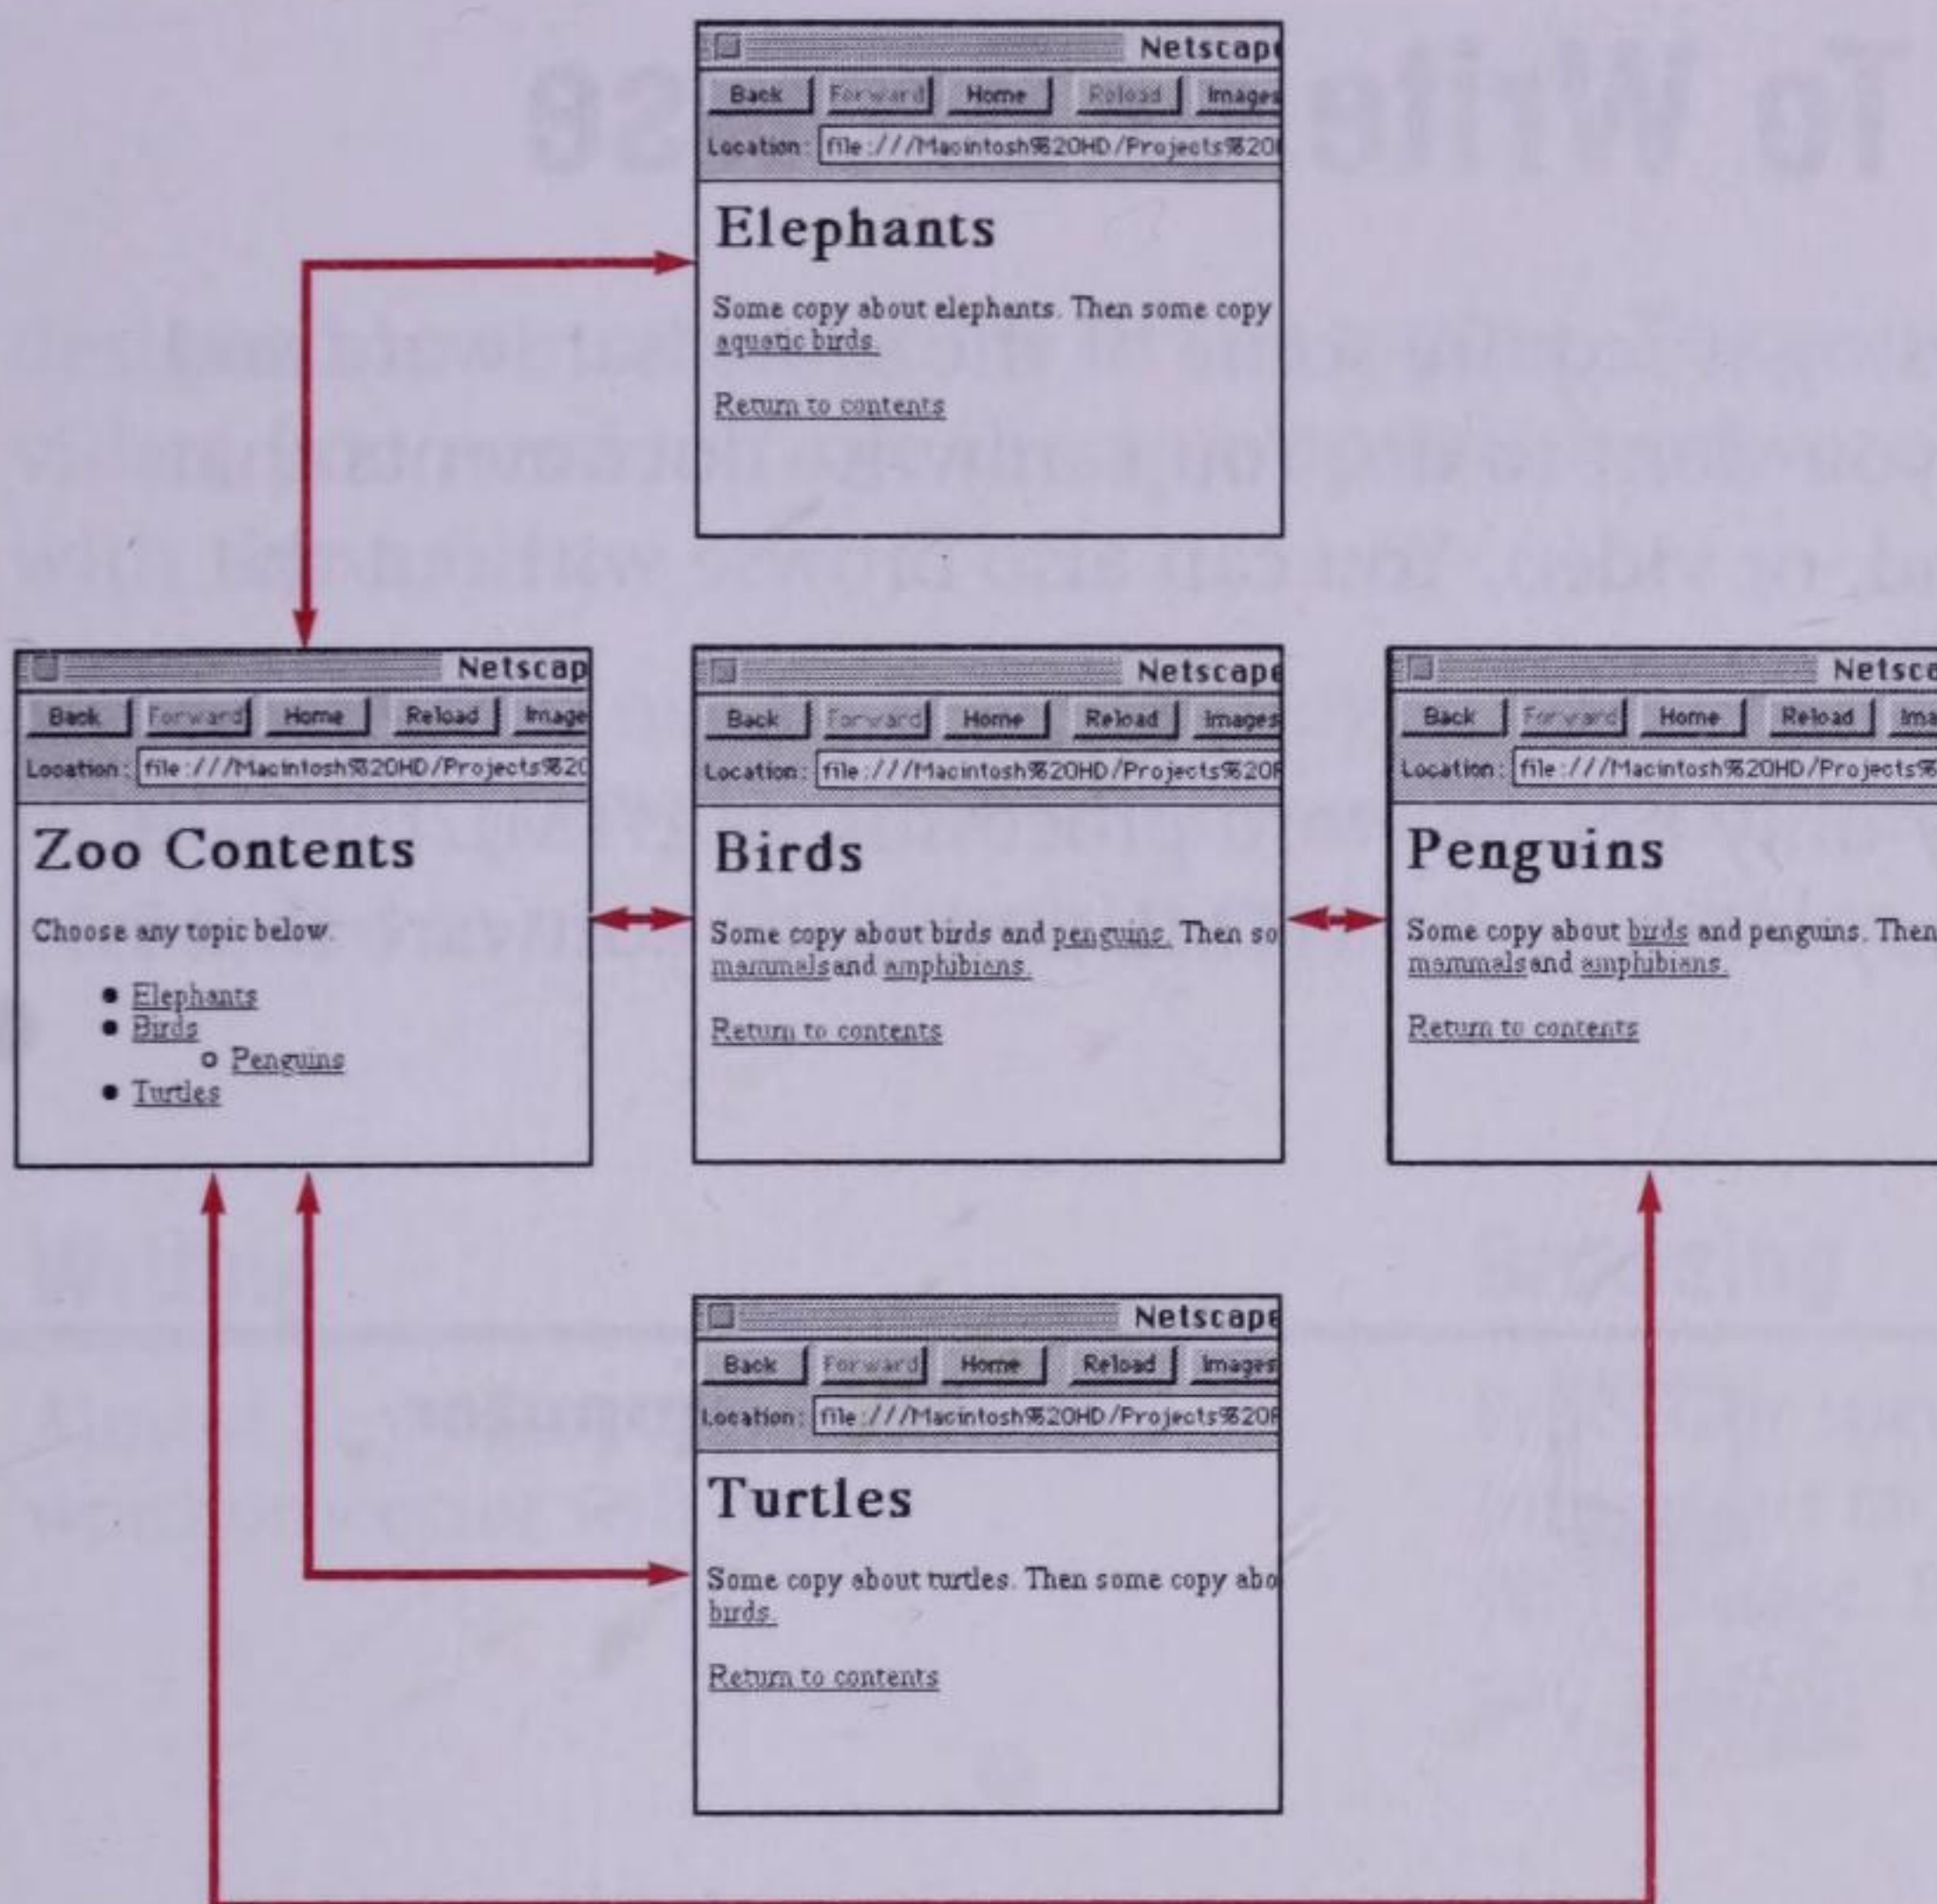 Netscape
Back Forward Home Reload Images
Location: file:///Macintosh%20HD/Projects%20
Elephants
Some copy about elephants. Then some copy
aquatic birds.
Return to contents
Netscap
Back Forward Home Reload Image
Location: file:///Macintosh%20HD/Projects%20
Zoo Contents
Choose any topic below.
Elephants
Birds
Penguins
Turtles
Netscape
Back Forward Home Reload Images
Location: file:///Macintosh%20HD/Projects%20
Birds
Some copy about birds and penguins. Then so
mammals and amphibians.
Return to contents
Netsca
Back Forward Home Reload Ima
Location: file:///Macintosh%20HD/Projects%
Penguins
Some copy about birds and penguins. Then
mammals and amphibians.
Return to contents
Netscape
Back Forward Home Reload Images
Location: file:///Macintosh%20HD/Projects%20
Turtles
Some copy about turtles. Then some copy abo
birds.
Return to contents